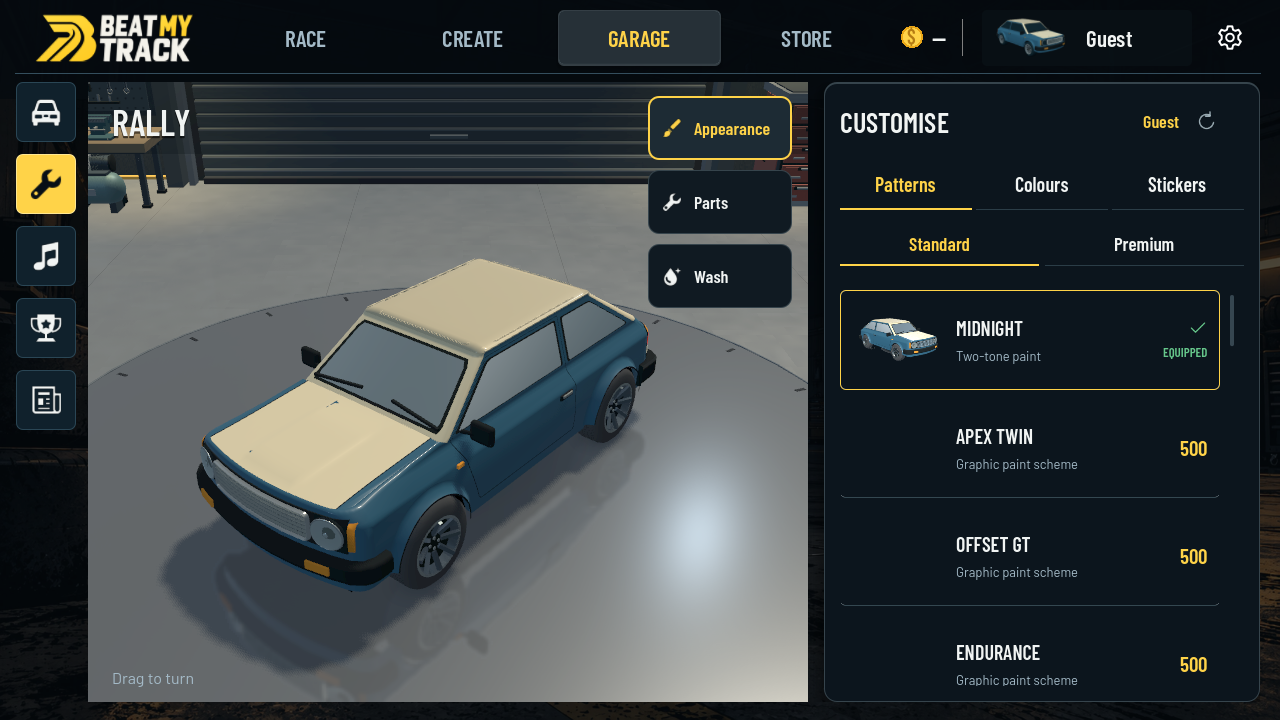 BEAT MY
TRACK
RACE
CREATE
GARAGE
STORE
–
Guest
RALLY
Appearance
Parts
Wash
Drag to turn
CUSTOMISE
Guest
Patterns
Colours
Stickers
Standard
Premium
MIDNIGHT
Two-tone paint
EQUIPPED
APEX TWIN
Graphic paint scheme
500
OFFSET GT
Graphic paint scheme
500
ENDURANCE
Graphic paint scheme
500